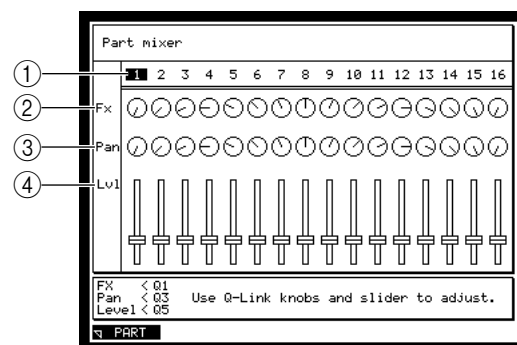 Part mixer
① 1 2 3 4 5 6 7 8 9 10 11 12 13 14 15 16
② Fx
③ Pan
④ Lvl
FX < Q1
Pan < Q3 Use Q-Link knobs and slider to adjust.
Level < Q5
PART